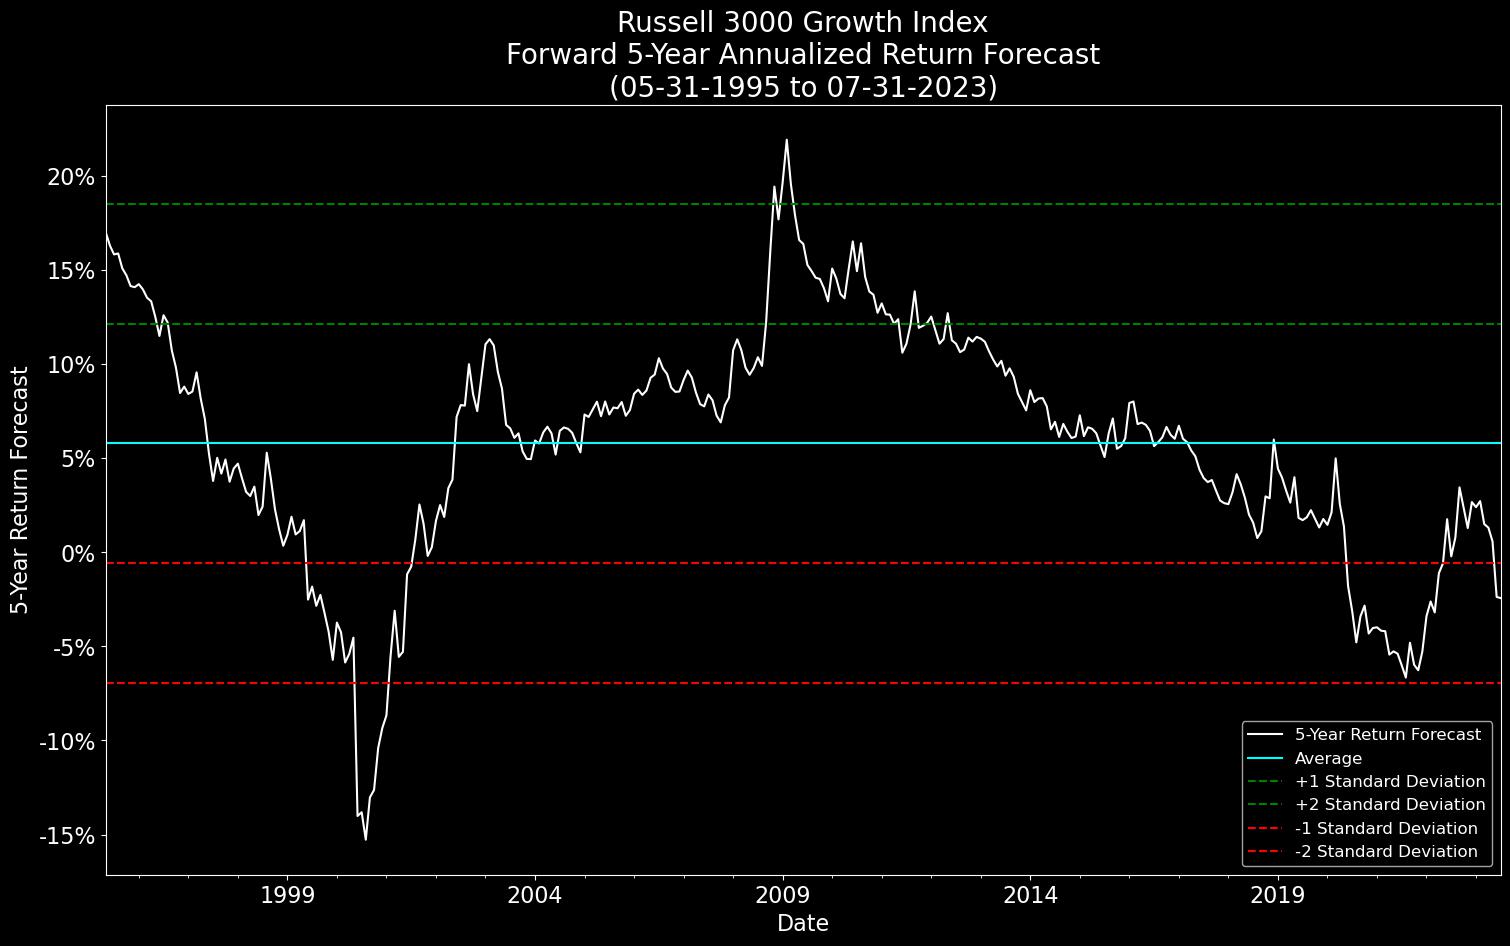 Russell 3000 Growth Index
Forward 5-Year Annualized Return Forecast
(05-31-1995 to 07-31-2023)
5-Year Return Forecast
20%
15%
10%
5%
0%
-5%
-10%
-15%
1999 2004 2009 2014 2019
Date
5-Year Return Forecast
Average
+1 Standard Deviation
+2 Standard Deviation
-1 Standard Deviation
-2 Standard Deviation